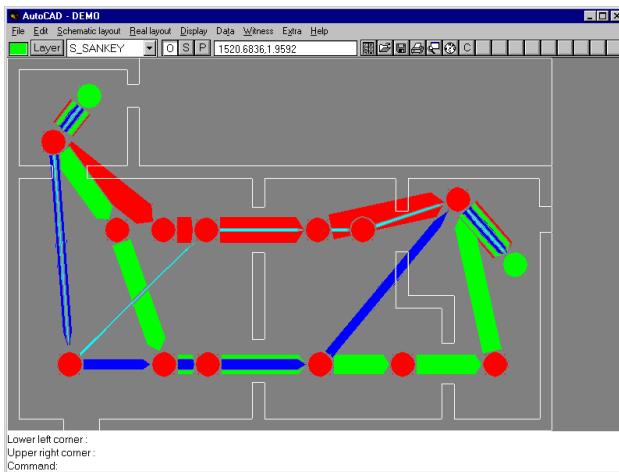 AutoCAD - DEMO
File Edit Schematic layout Real layout Display Data Witness Extra Help
Layer S_SANKEY O S P 1520.6836,1.9592 C
Lower left corner :
Upper right corner :
Command: